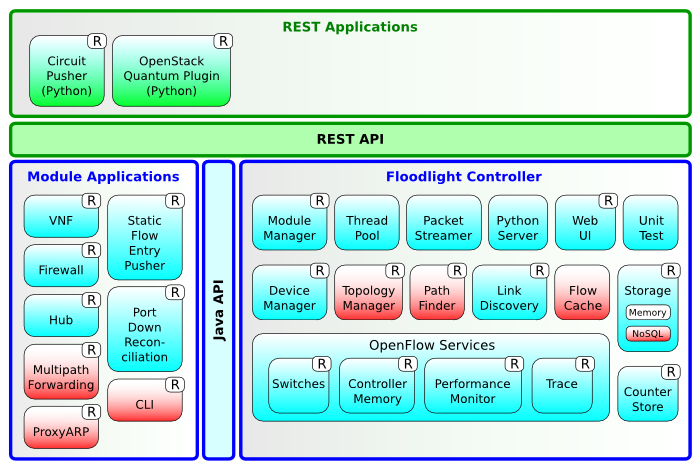 REST Applications
R
Circuit
Pusher
(Python)
R
OpenStack
Quantum Plugin
(Python)
REST API
Module Applications
R
VNF
R
Firewall
R
Hub
R
Multipath
Forwarding
R
ProxyARP
R
Static
Flow
Entry
Pusher
R
Port
Down
Recon-
ciliation
R
CLI
Java API
Floodlight Controller
R
Module
Manager
Thread
Pool
Packet
Streamer
Python
Server
R
Web
UI
Unit
Test
R
Device
Manager
R
Topology
Manager
R
Path
Finder
R
Link
Discovery
Flow
Cache
R
Storage
Memory
NoSQL
OpenFlow Services
R
Switches
R
Controller
Memory
R
Performance
Monitor
R
Trace
R
Counter
Store